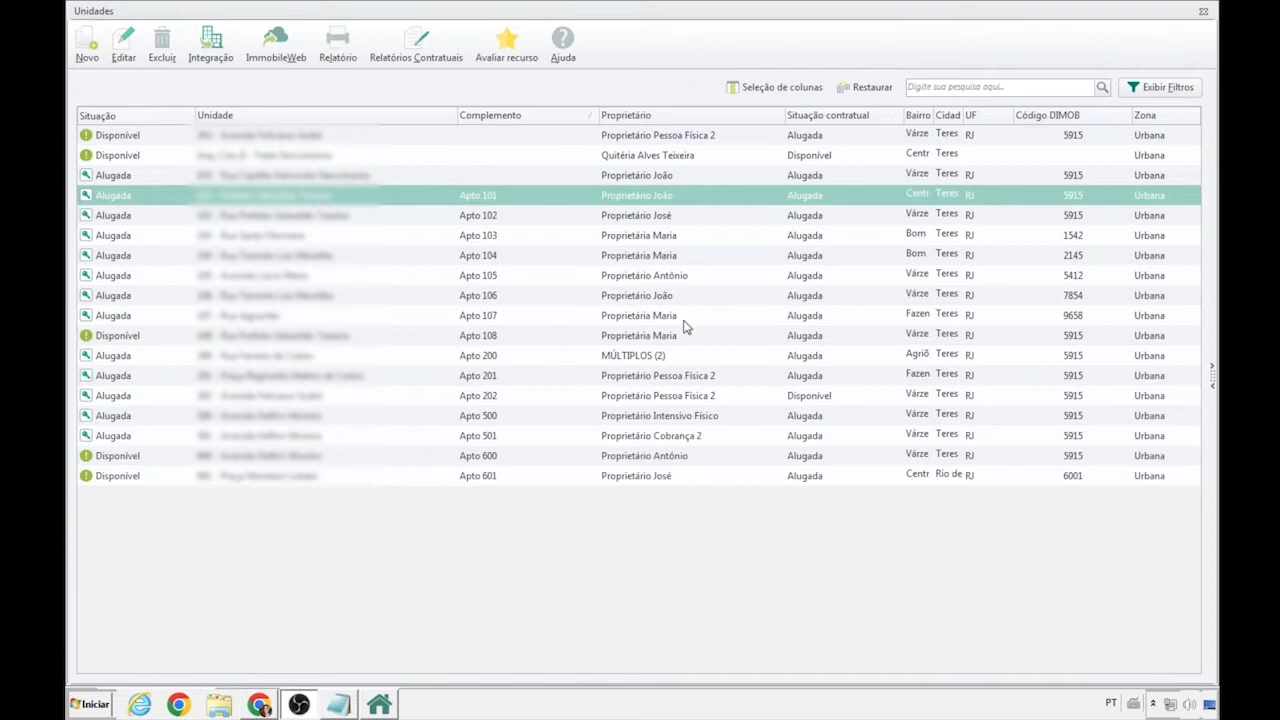 Unidades
Novo Editar Excluir Integração ImmobileWeb Relatório Relatórios Contratuais Avaliar recurso Ajuda
Seleção de colunas Restaurar Digite sua pesquisa aqui... Exibir Filtros
Situação Unidade Complemento Proprietário Situação contratual Bairro Cidad UF Código DIMOB Zona
Disponível Proprietário Pessoa Física 2 Alugada Várze Teres RJ 5915 Urbana
Disponível Quitéria Alves Teixeira Disponível Centr Teres Urbana
Alugada Proprietário João Alugada Várze Teres RJ 5915 Urbana
Alugada Apto 101 Proprietário João Alugada Centr Teres RJ 5915 Urbana
Alugada Apto 102 Proprietário José Alugada Várze Teres RJ 5915 Urbana
Alugada Apto 103 Proprietária Maria Alugada Bom Teres RJ 1542 Urbana
Alugada Apto 104 Proprietária Maria Alugada Bom Teres RJ 2145 Urbana
Alugada Apto 105 Proprietário Antônio Alugada Várze Teres RJ 5412 Urbana
Alugada Apto 106 Proprietário João Alugada Várze Teres RJ 7854 Urbana
Alugada Apto 107 Proprietária Maria Alugada Fazen Teres RJ 9658 Urbana
Disponível Apto 108 Proprietária Maria Alugada Várze Teres RJ 5915 Urbana
Alugada Apto 200 MÚLTIPLOS (2) Alugada Agriõ Teres RJ 5915 Urbana
Alugada Apto 201 Proprietário Pessoa Física 2 Alugada Fazen Teres RJ 5915 Urbana
Alugada Apto 202 Proprietário Pessoa Física 2 Disponível Várze Teres RJ 5915 Urbana
Alugada Apto 500 Proprietário Intensivo Físico Alugada Várze Teres RJ 5915 Urbana
Alugada Apto 501 Proprietário Cobrança 2 Alugada Várze Teres RJ 5915 Urbana
Disponível Apto 600 Proprietário Antônio Alugada Várze Teres RJ 5915 Urbana
Disponível Apto 601 Proprietário José Alugada Centr Rio de RJ 6001 Urbana
Iniciar PT